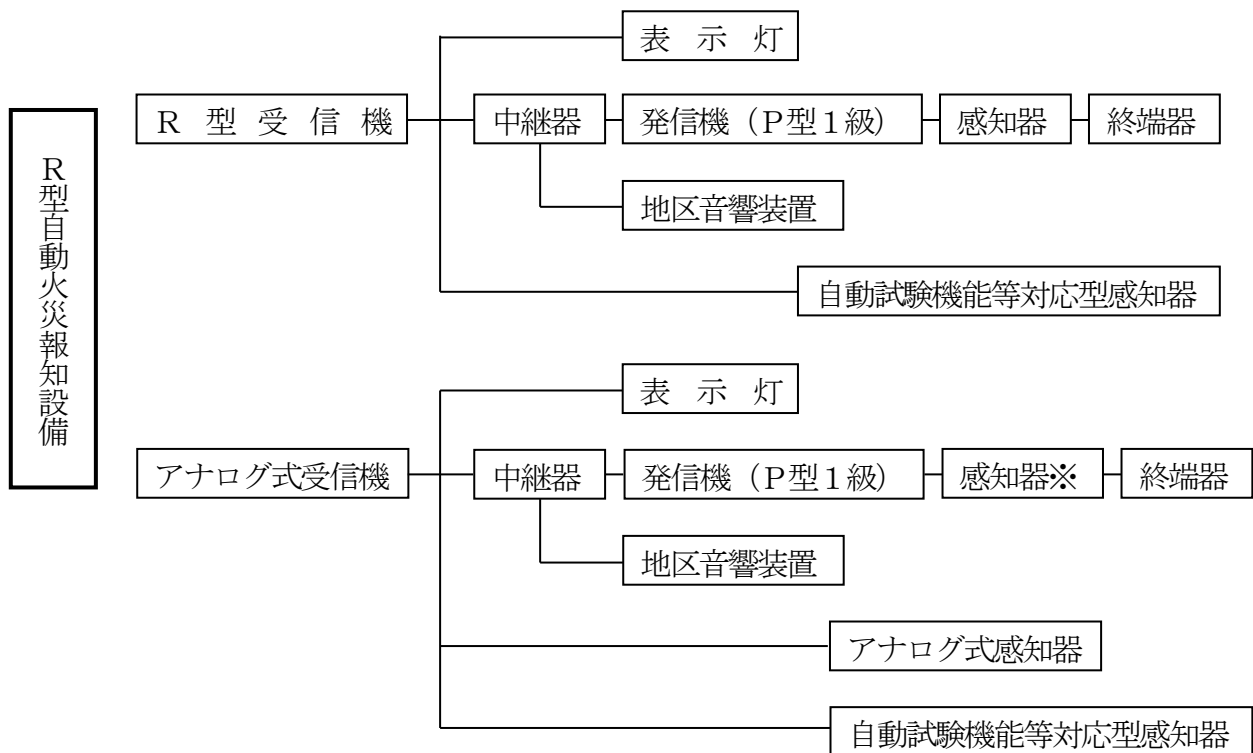 R型自動火災報知設備
Ｒ型受信機
表示灯
中継器
発信機（Ｐ型１級）
感知器
終端器
地区音響装置
自動試験機能等対応型感知器
アナログ式受信機
表示灯
中継器
発信機（Ｐ型１級）
感知器※
終端器
地区音響装置
アナログ式感知器
自動試験機能等対応型感知器